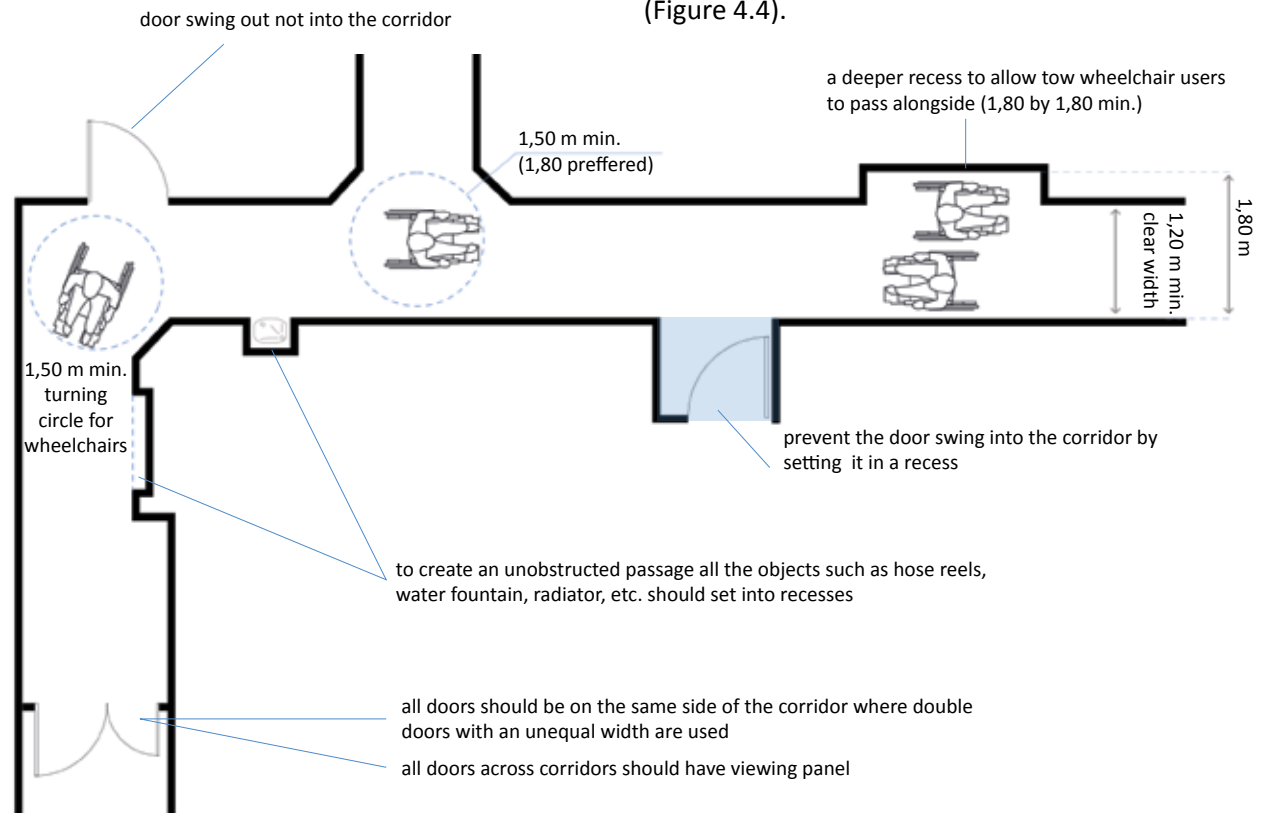 (Figure 4.4).
door swing out not into the corridor
a deeper recess to allow tow wheelchair users
to pass alongside (1,80 by 1,80 min.)
1,50 m min.
(1,80 preffered)
1,20 m min.
clear width
1,80 m
1,50 m min.
turning
circle for
wheelchairs
prevent the door swing into the corridor by
setting it in a recess
to create an unobstructed passage all the objects such as hose reels,
water fountain, radiator, etc. should set into recesses
all doors should be on the same side of the corridor where double
doors with an unequal width are used
all doors across corridors should have viewing panel